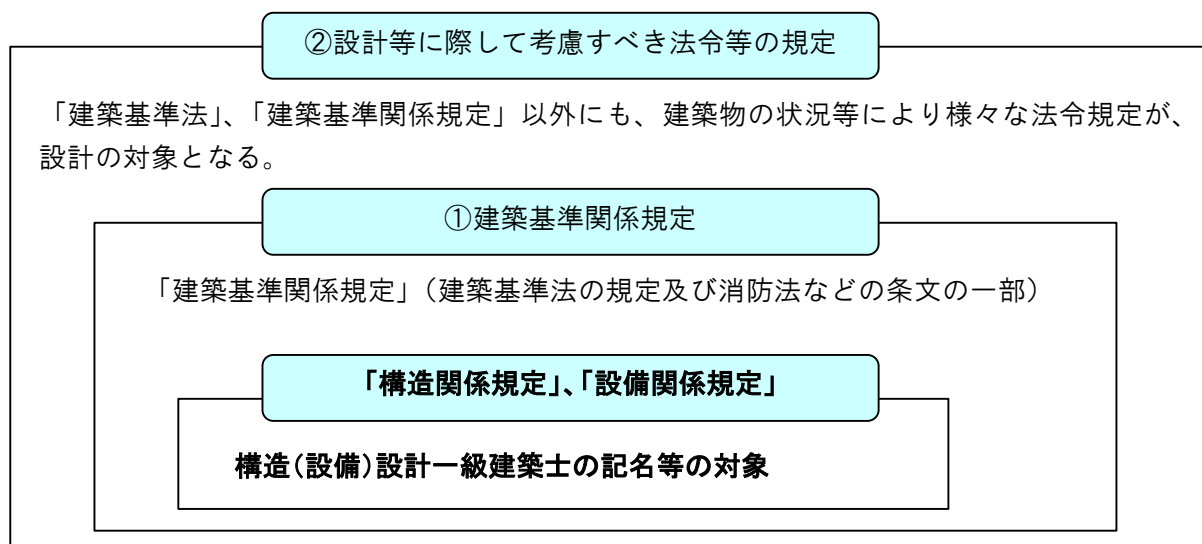 ②設計等に際して考慮すべき法令等の規定
「建築基準法」、「建築基準関係規定」以外にも、建築物の状況等により様々な法令規定が、
設計の対象となる。
①建築基準関係規定
「建築基準関係規定」（建築基準法の規定及び消防法などの条文の一部）
「構造関係規定」、「設備関係規定」
構造（設備）設計一級建築士の記名等の対象